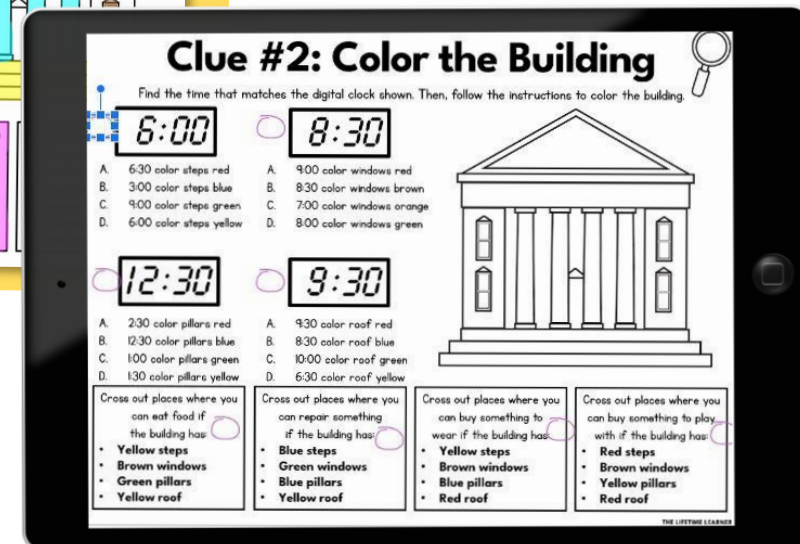 Clue #2: Color the Building
Find the time that matches the digital clock shown. Then, follow the instructions to color the building.
6:00
A. 6:30 color steps red
B. 3:00 color steps blue
C. 9:00 color steps green
D. 6:00 color steps yellow
8:30
A. 9:00 color windows red
B. 8:30 color windows brown
C. 7:00 color windows orange
D. 8:00 color windows green
12:30
A. 2:30 color pillars red
B. 12:30 color pillars blue
C. 1:00 color pillars green
D. 1:30 color pillars yellow
9:30
A. 9:30 color roof red
B. 8:30 color roof blue
C. 10:00 color roof green
D. 6:30 color roof yellow
Cross out places where you
can eat food if
the building has:
• Yellow steps
• Brown windows
• Green pillars
• Yellow roof
Cross out places where you
can repair something
if the building has:
• Blue steps
• Green windows
• Blue pillars
• Yellow roof
Cross out places where you
can buy something to
wear if the building has:
• Yellow steps
• Brown windows
• Blue pillars
• Red roof
Cross out places where you
can buy something to play
with if the building has:
• Red steps
• Brown windows
• Yellow pillars
• Red roof
THE LIFETIME LEARNER